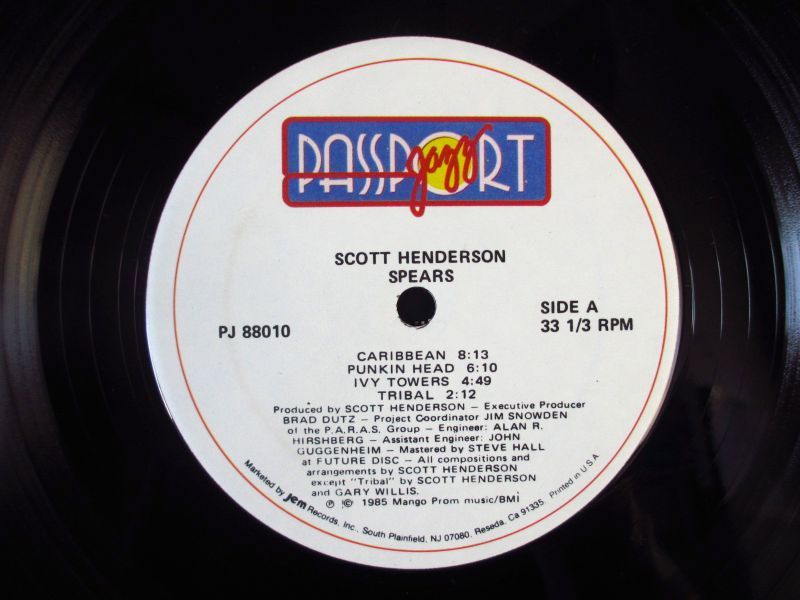 PASSPORT
Jazz
SCOTT HENDERSON
SPEARS
PJ 88010
SIDE A
33 1/3 RPM
CARIBBEAN 8:13
PUNKIN HEAD 6:10
IVY TOWERS 4:49
TRIBAL 2:12
Produced by SCOTT HENDERSON – Executive Producer
BRAD DUTZ – Project Coordinator JIM SNOWDEN
of the P.A.R.A.S. Group – Engineer: ALAN R.
HIRSHBERG – Assistant Engineer: JOHN
GUGGENHEIM – Mastered by STEVE HALL
at FUTURE DISC – All compositions and
arrangements by SCOTT HENDERSON
except "Tribal" by SCOTT HENDERSON
and GARY WILLIS.
℗ © 1985 Mango Prom music/BMi
Marketed by Jem Records, Inc., South Plainfield, NJ 07080, Reseda, Ca 91335 Printed in U.S.A